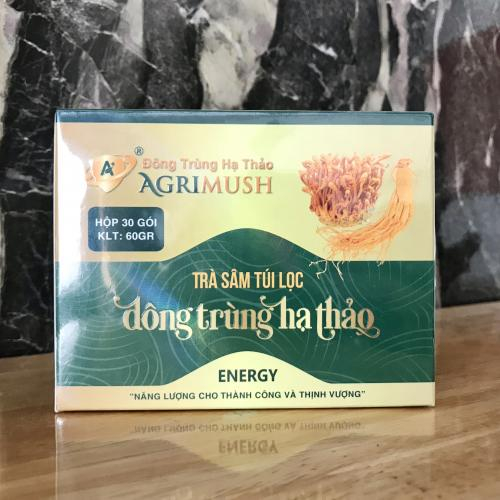 A+ ®
Đông Trùng Hạ Thảo
AGRIMUSH
HỘP 30 GÓI
KLT: 60GR
TRÀ SÂM TÚI LỌC
đông trùng hạ thảo
ENERGY
"NĂNG LƯỢNG CHO THÀNH CÔNG VÀ THỊNH VƯỢNG"